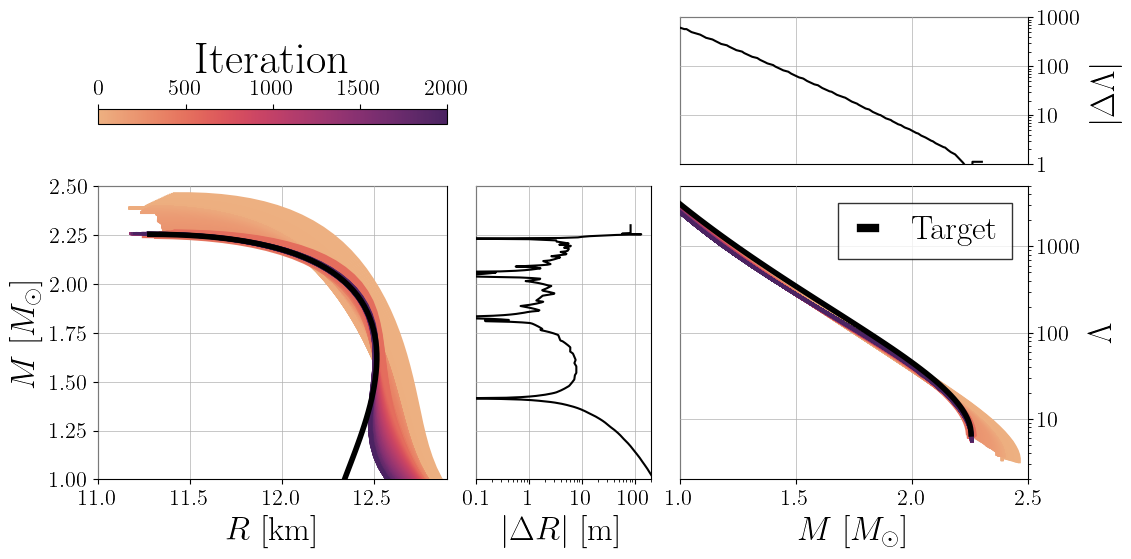 Iteration
0 500 1000 1500 2000
1000
100
10
1
|ΔΛ|
2.50
2.25
2.00
1.75
1.50
1.25
1.00
M [M⊙]
11.0 11.5 12.0 12.5
R [km]
0.1 1 10 100
|ΔR| [m]
Target
1000
100
10
Λ
1.0 1.5 2.0 2.5
M [M⊙]